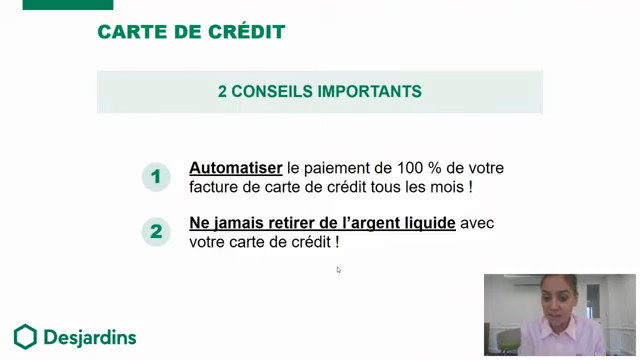 CARTE DE CRÉDIT
2 CONSEILS IMPORTANTS
1
Automatiser le paiement de 100 % de votre
facture de carte de crédit tous les mois !
2
Ne jamais retirer de l’argent liquide avec
votre carte de crédit !
Desjardins